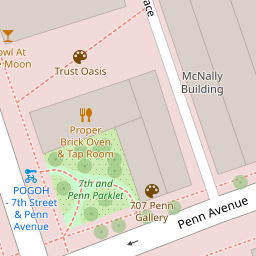 ace
owl At
Moon
Trust Oasis
McNally
Building
Proper
Brick Oven
& Tap Room
POGOH
- 7th Street
& Penn
Avenue
7th and
Penn Parklet
707 Penn
Gallery
Penn Avenue